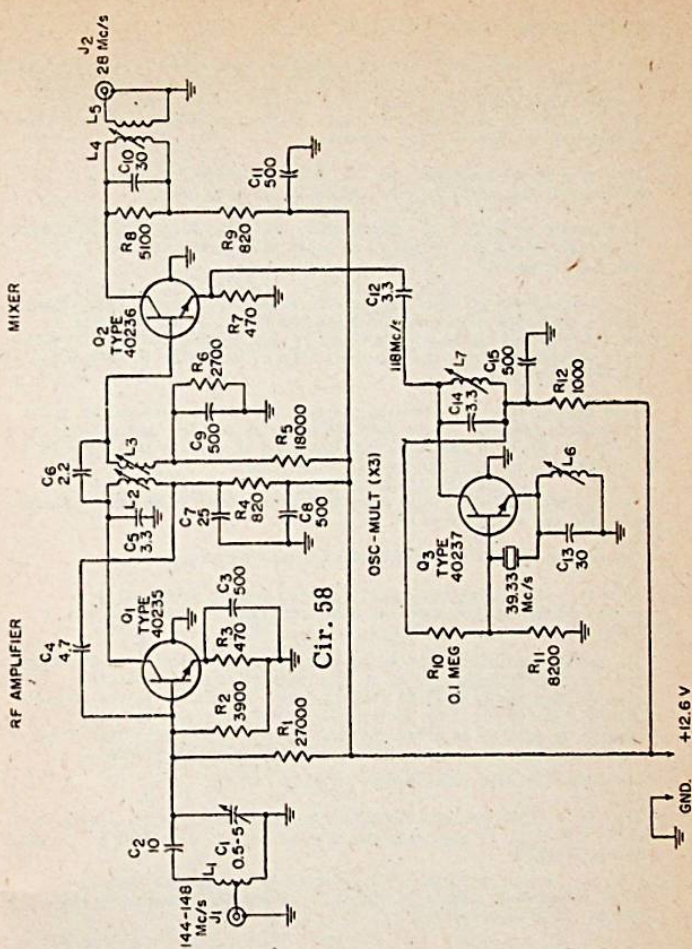 RF AMPLIFIER
MIXER
144-148
Mc/s
J1
L1
C1
0.5-5
C2
10
R1
27000
R2
3900
R3
470
C3
500
Q1
TYPE
40235
C4
4.7
C5
3.3
L2
L3
C6
2.2
C7
25
R4
820
C8
500
C9
500
R6
2700
R5
18000
Q2
TYPE
40236
R7
470
R8
5100
R9
820
C10
30
L4
L5
J2
28 Mc/s
C11
500
Cir. 58
OSC-MULT (X3)
Q3
TYPE
40237
R10
0.1 MEG
R11
8200
39.33
Mc/s
C13
30
L6
C14
3.3
L7
118Mc/s
C12
3.3
C15
500
R12
1000
GND.
+12.6 V